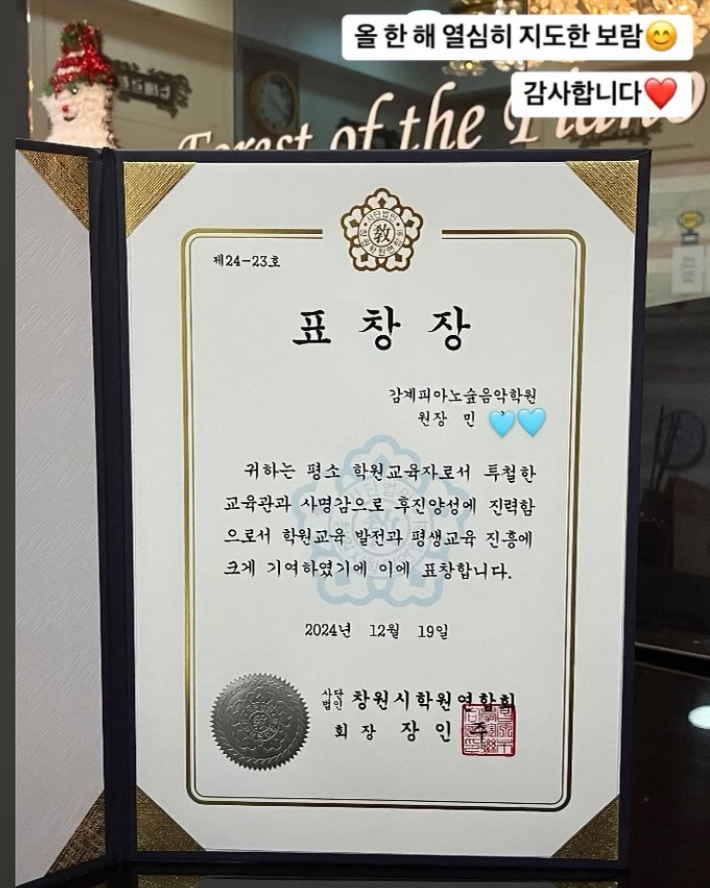 올 한 해 열심히 지도한 보람😊
감사합니다❤️
Forest of the Piano
제24-23호
敎
표 창 장
감계피아노숲음악학원
원장 민
귀하는 평소 학원교육자로서 투철한
교육관과 사명감으로 후진양성에 진력함
으로서 학원교육 발전과 평생교육 진흥에
크게 기여하였기에 이에 표창합니다.
2024년 12월 19일
사단법인 창원시학원연합회
회 장 장 인 주